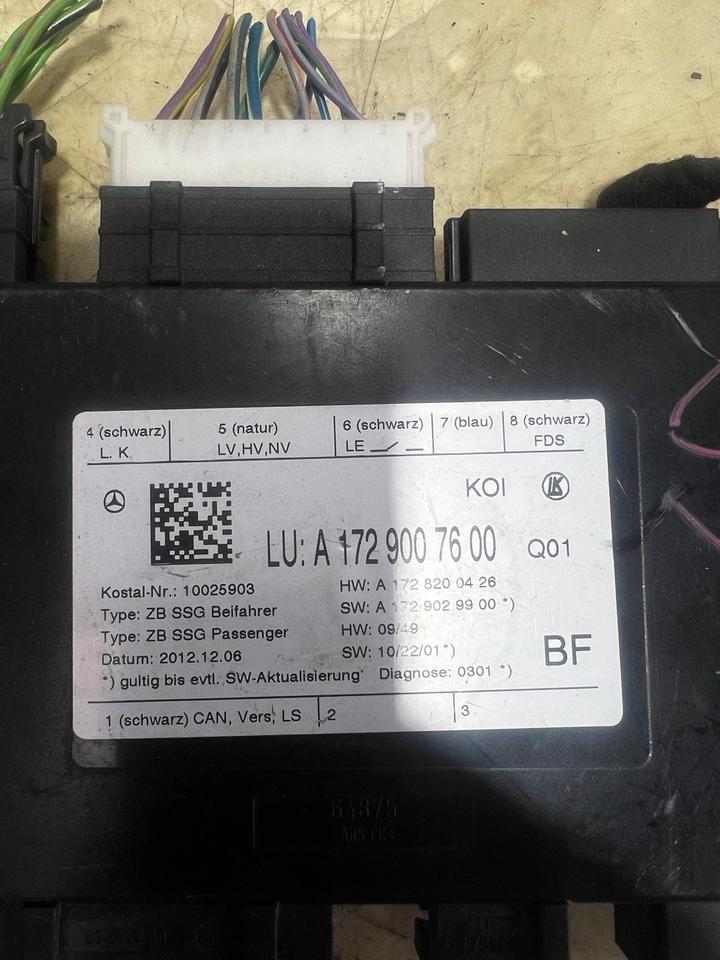 4 (schwarz) 5 (natur) 6 (schwarz) 7 (blau) 8 (schwarz)
L. K LV,HV,NV LE FDS
KOI LK
LU: A 172 900 76 00 Q01
Kostal-Nr.: 10025903 HW: A 172 820 04 26
Type: ZB SSG Beifahrer SW: A 172 902 99 00 *)
Type: ZB SSG Passenger HW: 09/49
Datum: 2012.12.06 SW: 10/22/01*) BF
*) gultig bis evtl. SW-Aktualisierung Diagnose: 0301 *)
1 (schwarz) CAN, Vers, LS 2 3
64875